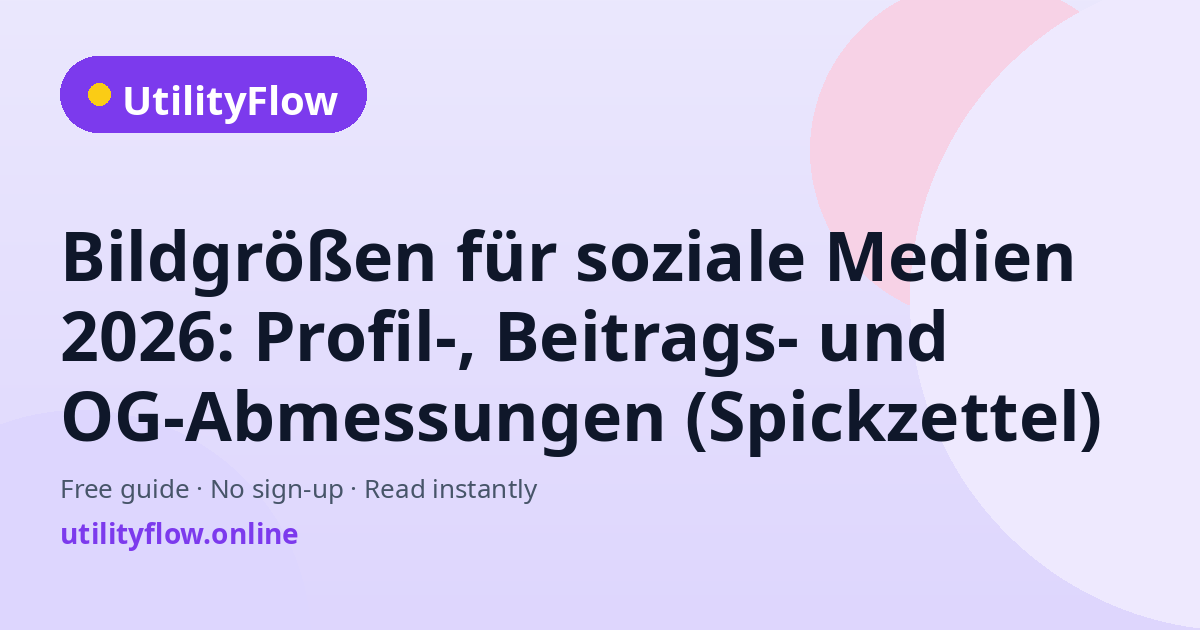 UtilityFlow
Bildgrößen für soziale Medien
2026: Profil-, Beitrags- und
OG-Abmessungen (Spickzettel)
Free guide · No sign-up · Read instantly
utilityflow.online